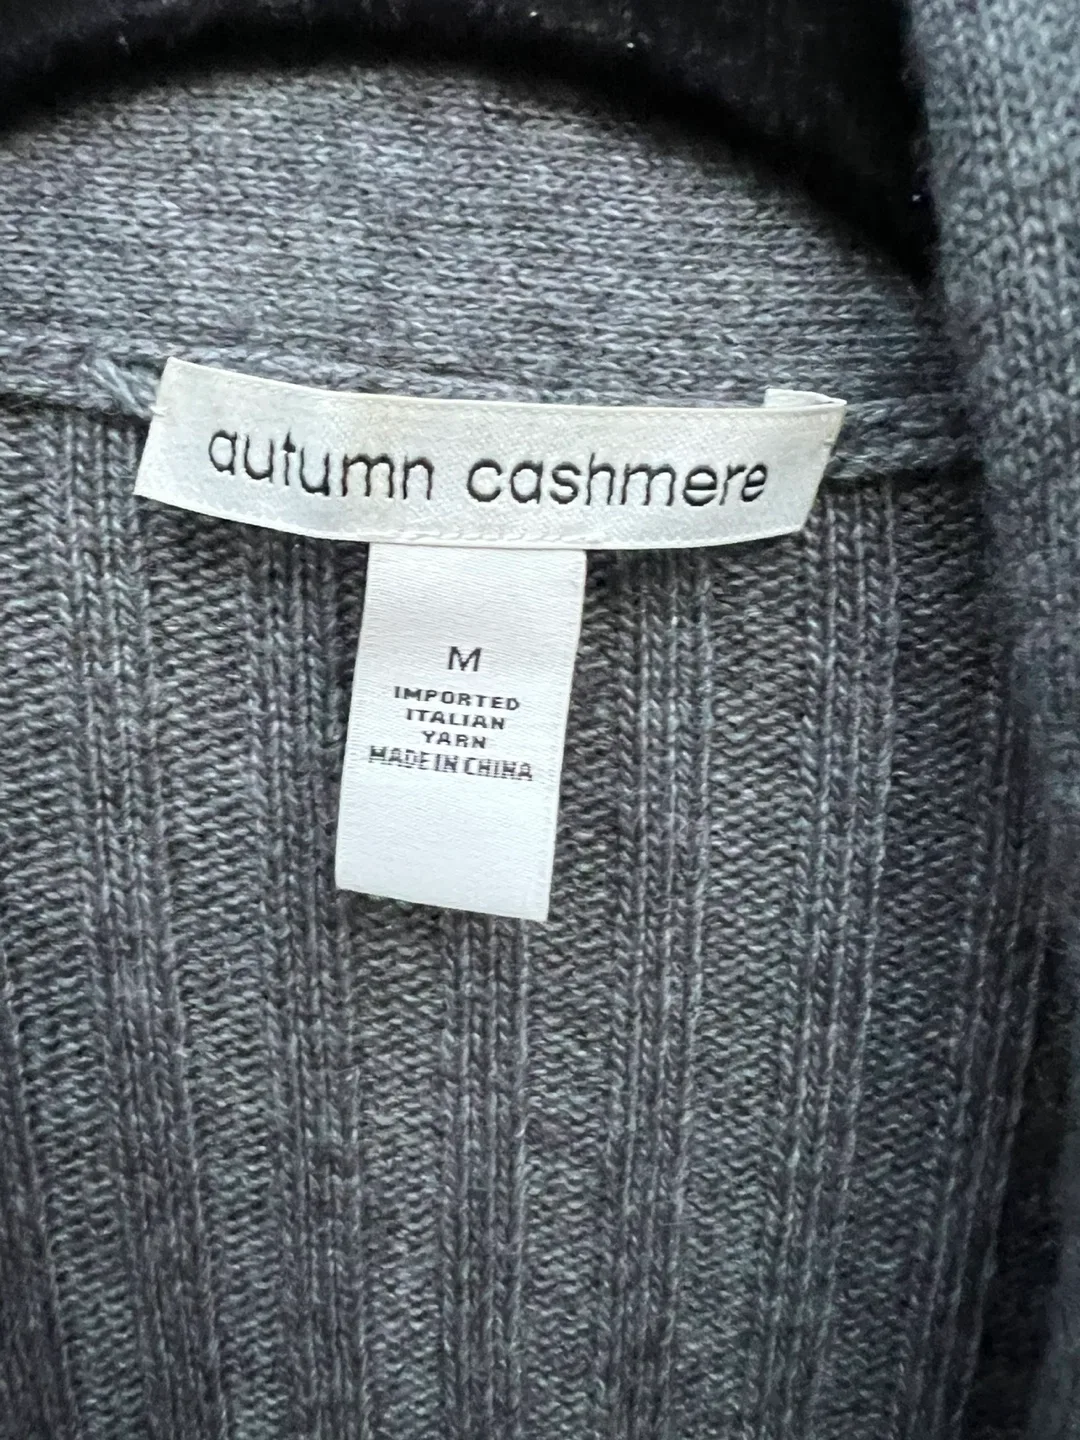 autumn cashmere
M
IMPORTED
ITALIAN
YARN
MADE IN CHINA